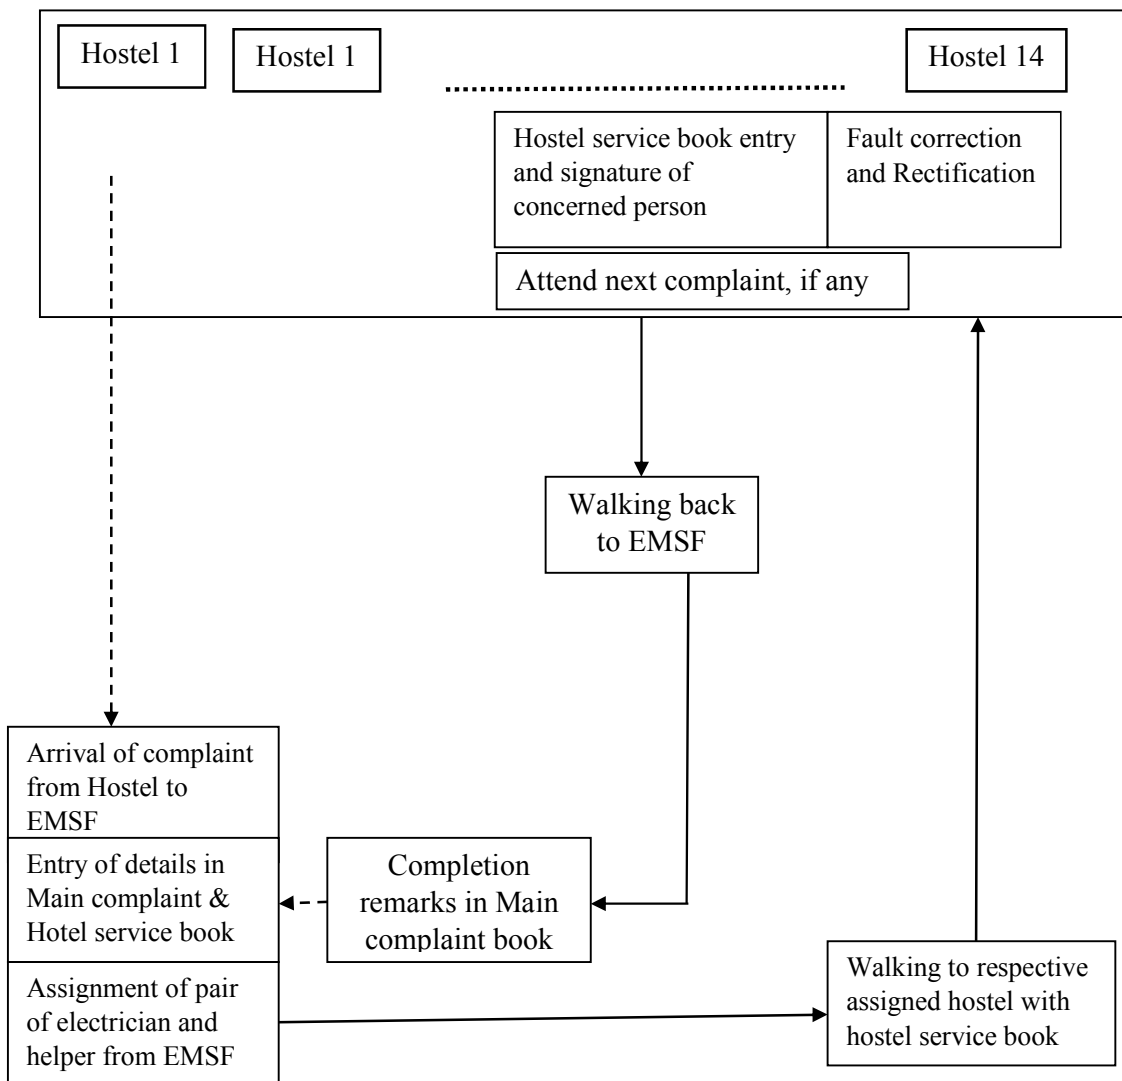 Hostel 1
Hostel 1
Hostel 14
Hostel service book entry
and signature of
concerned person
Fault correction
and Rectification
Attend next complaint, if any
Walking back
to EMSF
Arrival of complaint
from Hostel to
EMSF
Entry of details in
Main complaint &
Hotel service book
Completion
remarks in Main
complaint book
Assignment of pair
of electrician and
helper from EMSF
Walking to respective
assigned hostel with
hostel service book